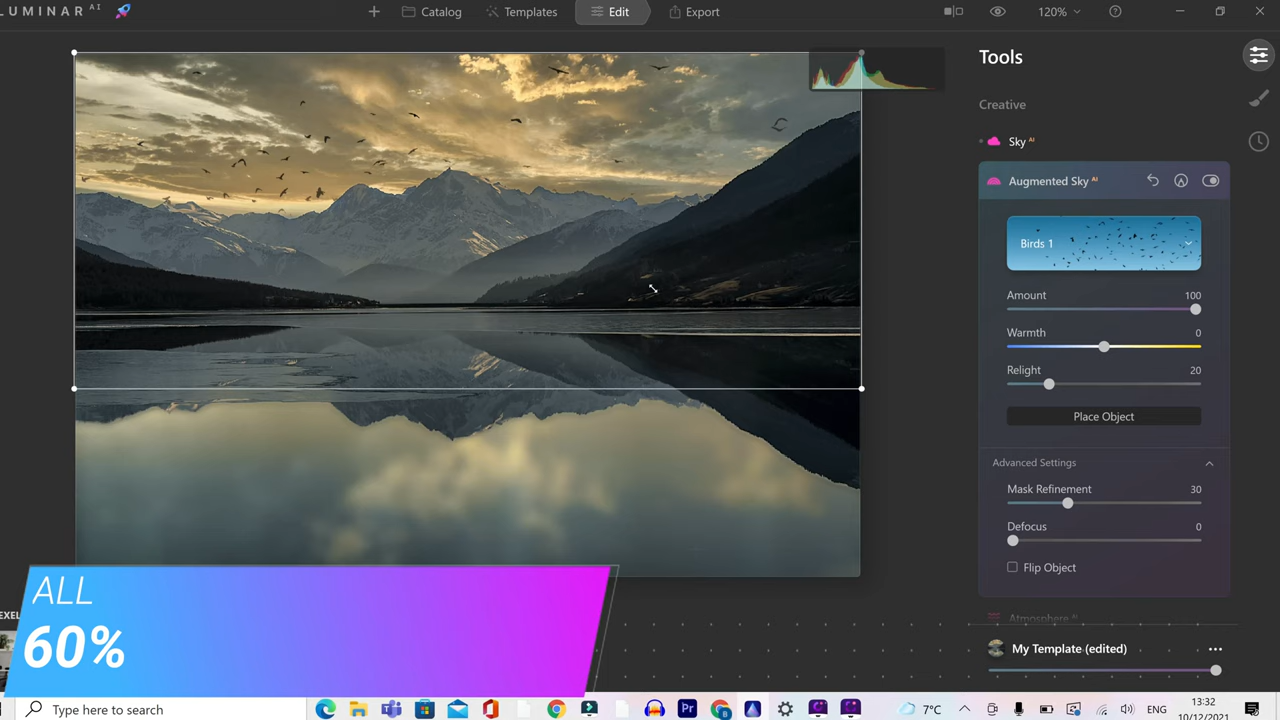 LUMINAR AI
Catalog
Templates
Edit
Export
120%
Tools
Creative
Sky AI
Augmented Sky AI
Birds 1
Amount 100
Warmth 0
Relight 20
Place Object
Advanced Settings
Mask Refinement 30
Defocus 0
Flip Object
Atmosphere AI
My Template (edited)
ALL
60%
EXEL
Type here to search
Pr
7°C
ENG
13:32
10/12/2021